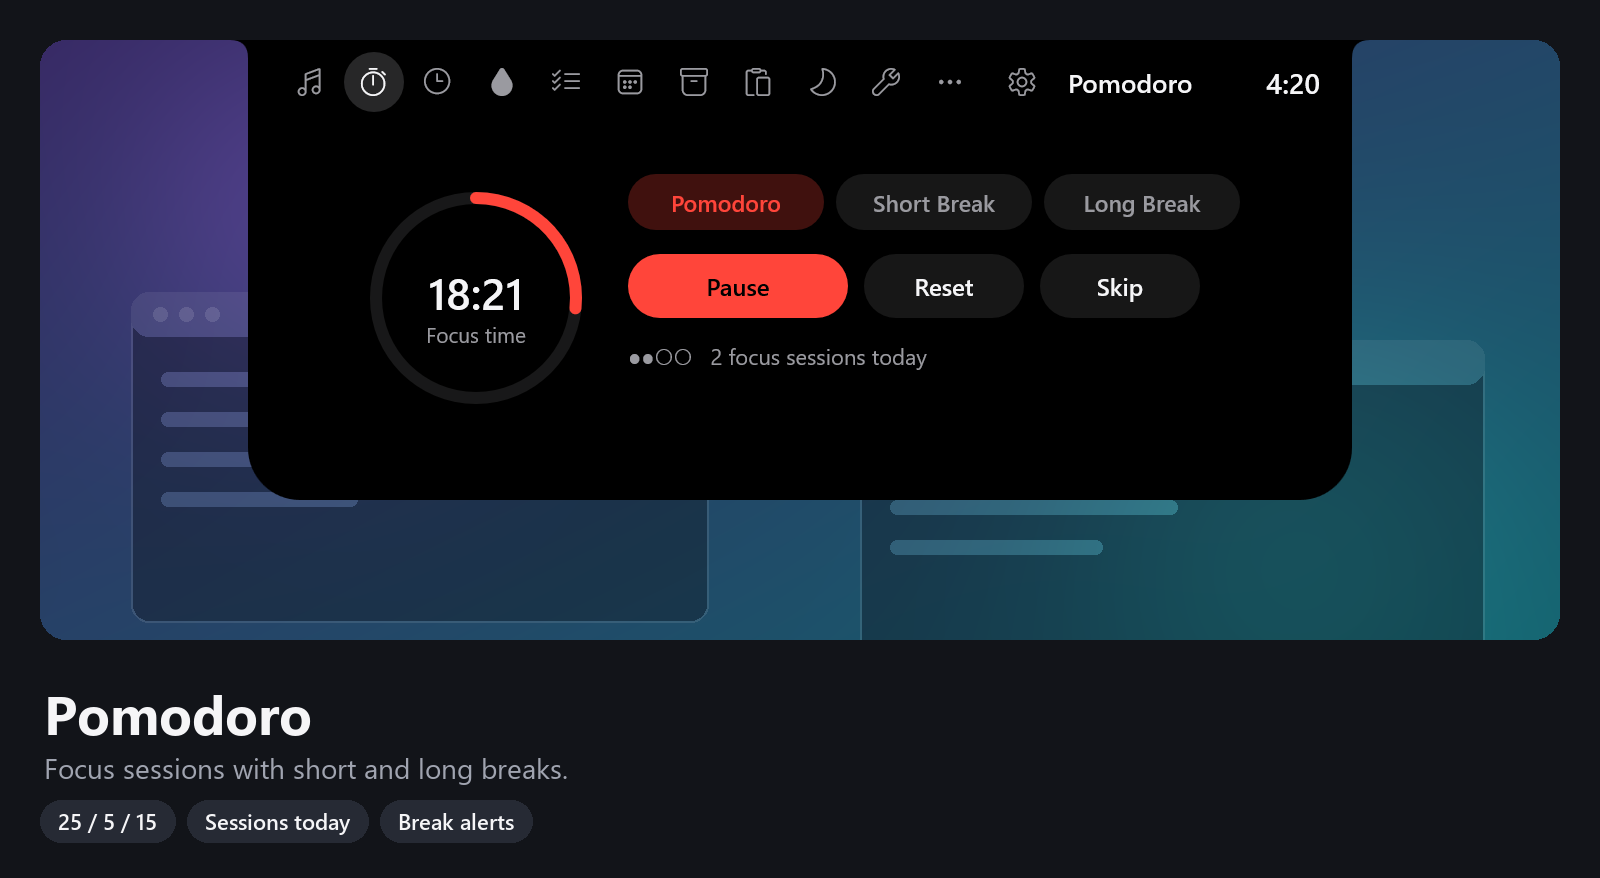 Pomodoro 4:20
Pomodoro Short Break Long Break
18:21
Focus time
Pause Reset Skip
2 focus sessions today
Pomodoro
Focus sessions with short and long breaks.
25 / 5 / 15 Sessions today Break alerts